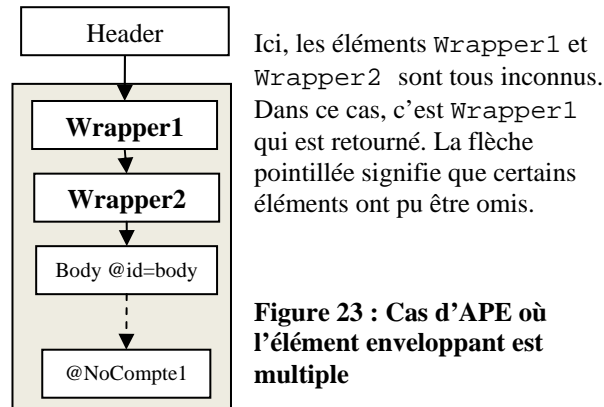 Header
Wrapper1
Wrapper2
Body @id=body
@NoCompte1
Ici, les éléments Wrapper1 et
Wrapper2 sont tous inconnus.
Dans ce cas, c’est Wrapper1
qui est retourné. La flèche
pointillée signifie que certains
éléments ont pu être omis.
Figure 23 : Cas d’APE où
l’élément enveloppant est
multiple